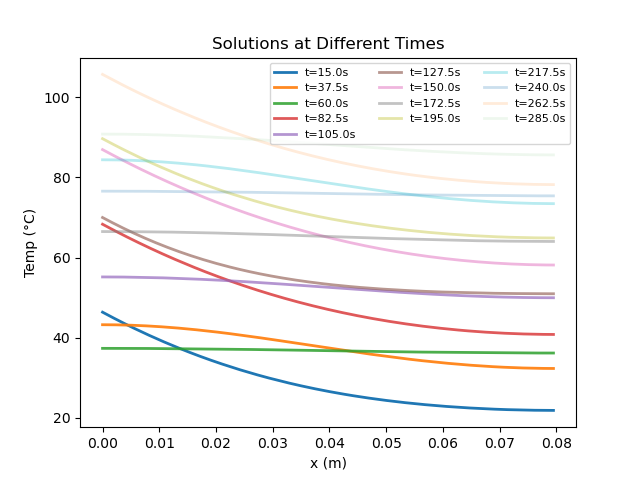 Solutions at Different Times
t=15.0s
t=37.5s
t=60.0s
t=82.5s
t=105.0s
t=127.5s
t=150.0s
t=172.5s
t=195.0s
t=217.5s
t=240.0s
t=262.5s
t=285.0s
Temp (°C)
100
80
60
40
20
0.00 0.01 0.02 0.03 0.04 0.05 0.06 0.07 0.08
x (m)